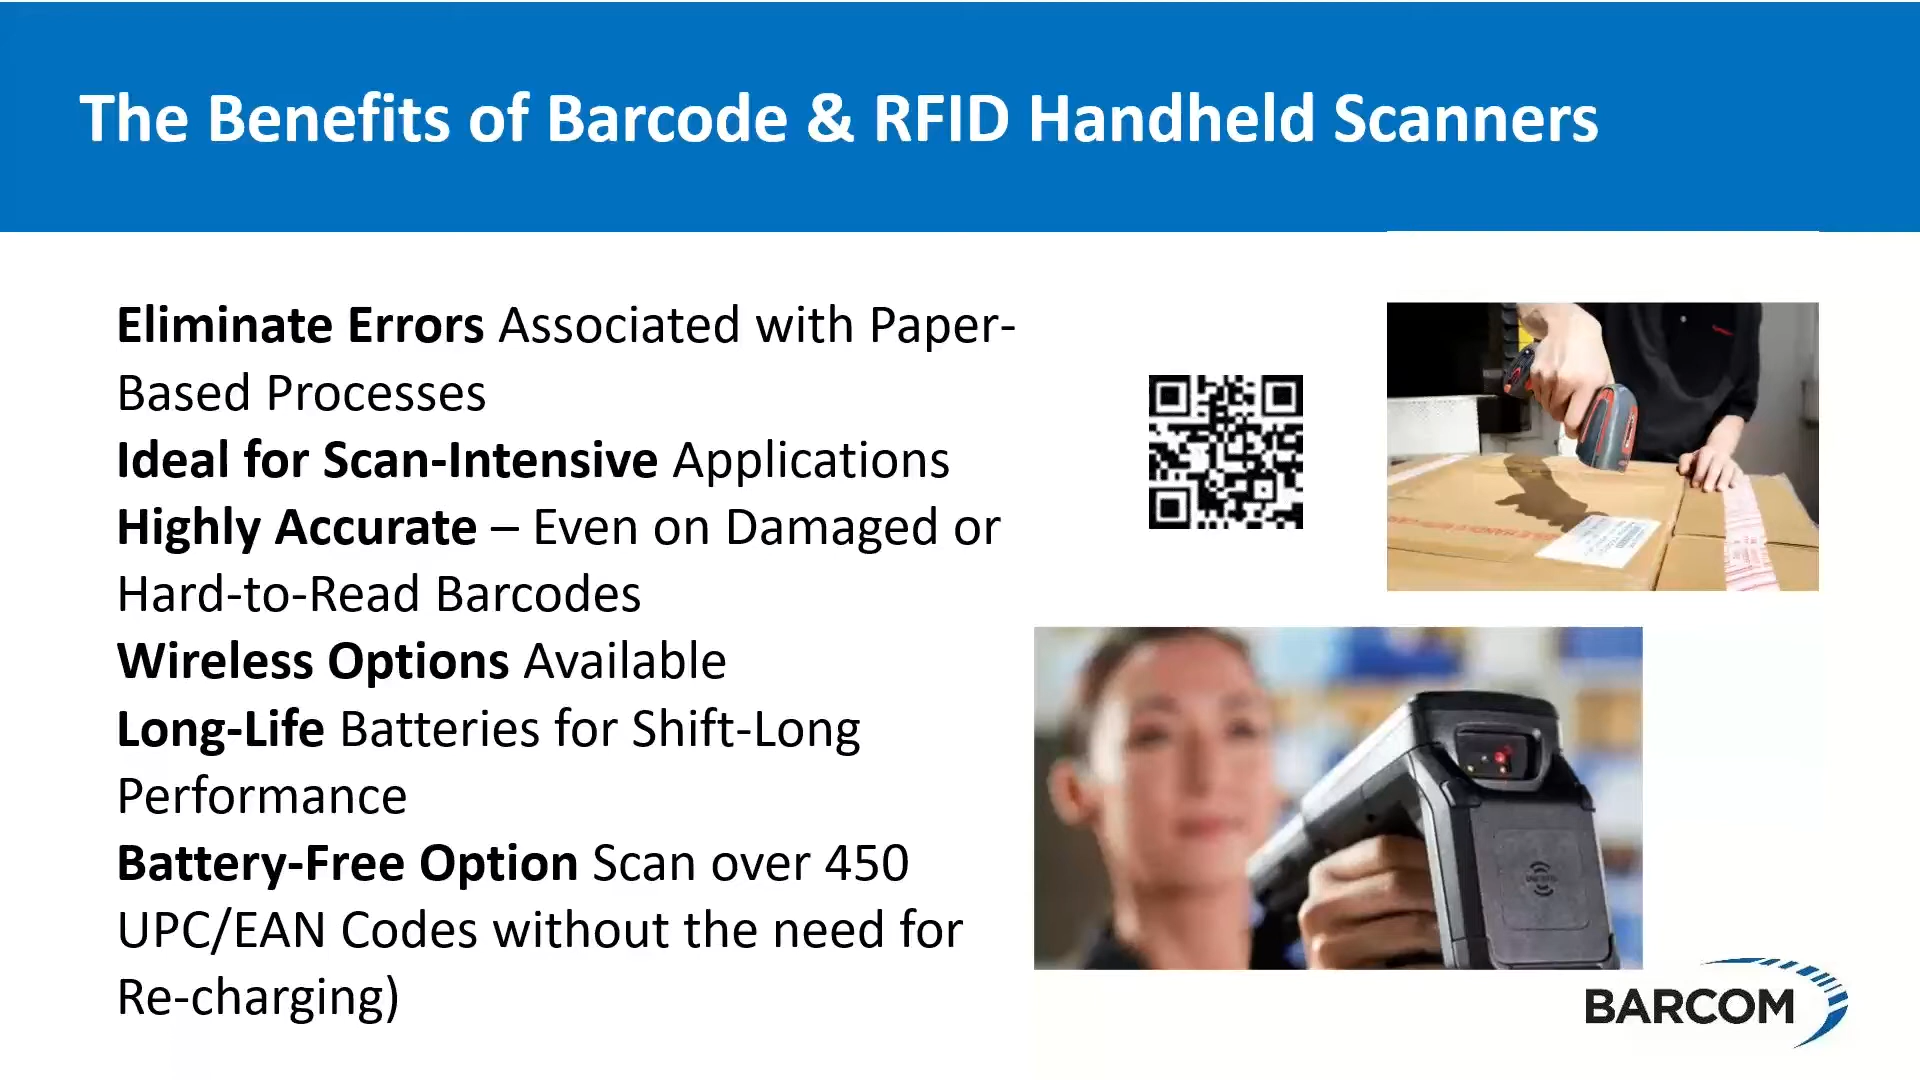 The Benefits of Barcode & RFID Handheld Scanners
Eliminate Errors Associated with Paper-
Based Processes
Ideal for Scan-Intensive Applications
Highly Accurate – Even on Damaged or
Hard-to-Read Barcodes
Wireless Options Available
Long-Life Batteries for Shift-Long
Performance
Battery-Free Option Scan over 450
UPC/EAN Codes without the need for
Re-charging)
BARCOM